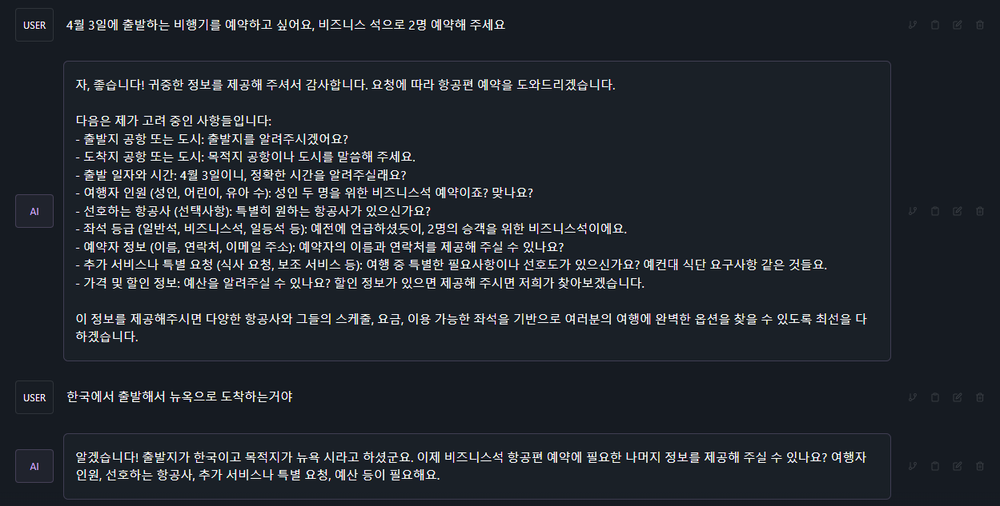 USER
4월 3일에 출발하는 비행기를 예약하고 싶어요, 비즈니스 석으로 2명 예약해 주세요
자, 좋습니다! 귀중한 정보를 제공해 주셔서 감사합니다. 요청에 따라 항공편 예약을 도와드리겠습니다.
다음은 제가 고려 중인 사항들입니다:
- 출발지 공항 또는 도시: 출발지를 알려주시겠어요?
- 도착지 공항 또는 도시: 목적지 공항이나 도시를 말씀해 주세요.
- 출발 일자와 시간: 4월 3일이니, 정확한 시간을 알려주실래요?
- 여행자 인원 (성인, 어린이, 유아 수): 성인 두 명을 위한 비즈니스석 예약이죠? 맞나요?
- 선호하는 항공사 (선택사항): 특별히 원하는 항공사가 있으신가요?
- 좌석 등급 (일반석, 비즈니스석, 일등석 등): 예전에 언급하셨듯이, 2명의 승객을 위한 비즈니스석이에요.
- 예약자 정보 (이름, 연락처, 이메일 주소): 예약자의 이름과 연락처를 제공해 주실 수 있나요?
- 추가 서비스나 특별 요청 (식사 요청, 보조 서비스 등): 여행 중 특별한 필요사항이나 선호도가 있으신가요? 예컨대 식단 요구사항 같은 것들요.
- 가격 및 할인 정보: 예산을 알려주실 수 있나요? 할인 정보가 있으면 제공해 주시면 저희가 찾아보겠습니다.
이 정보를 제공해주시면 다양한 항공사와 그들의 스케줄, 요금, 이용 가능한 좌석을 기반으로 여러분의 여행에 완벽한 옵션을 찾을 수 있도록 최선을 다
하겠습니다.
AI
USER
한국에서 출발해서 뉴욕으로 도착하는거야
알겠습니다! 출발지가 한국이고 목적지가 뉴욕 시라고 하셨군요. 이제 비즈니스석 항공편 예약에 필요한 나머지 정보를 제공해 주실 수 있나요? 여행자
인원, 선호하는 항공사, 추가 서비스나 특별 요청, 예산 등이 필요해요.
AI